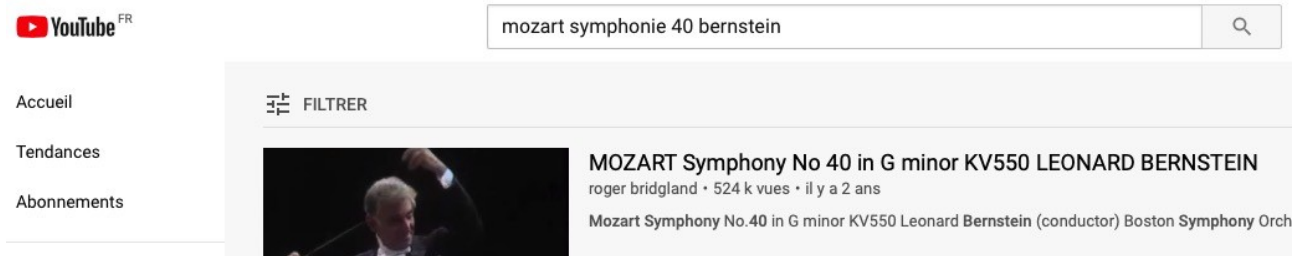 YouTube FR
mozart symphonie 40 bernstein
Accueil
Tendances
Abonnements
FILTRER
MOZART Symphony No 40 in G minor KV550 LEONARD BERNSTEIN
roger bridgland • 524 k vues • il y a 2 ans
Mozart Symphony No.40 in G minor KV550 Leonard Bernstein (conductor) Boston Symphony Orch